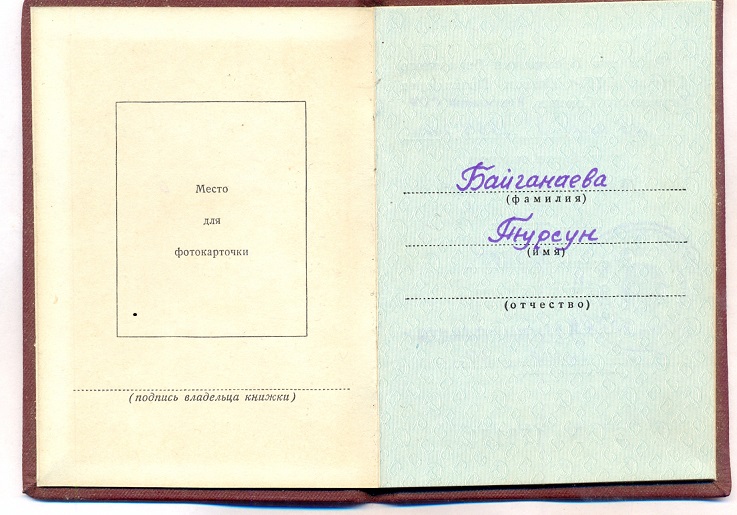 Место
для
фотокарточки
(подпись владельца книжки)
Байганаева
(фамилия)
Турсун
(имя)
(отчество)